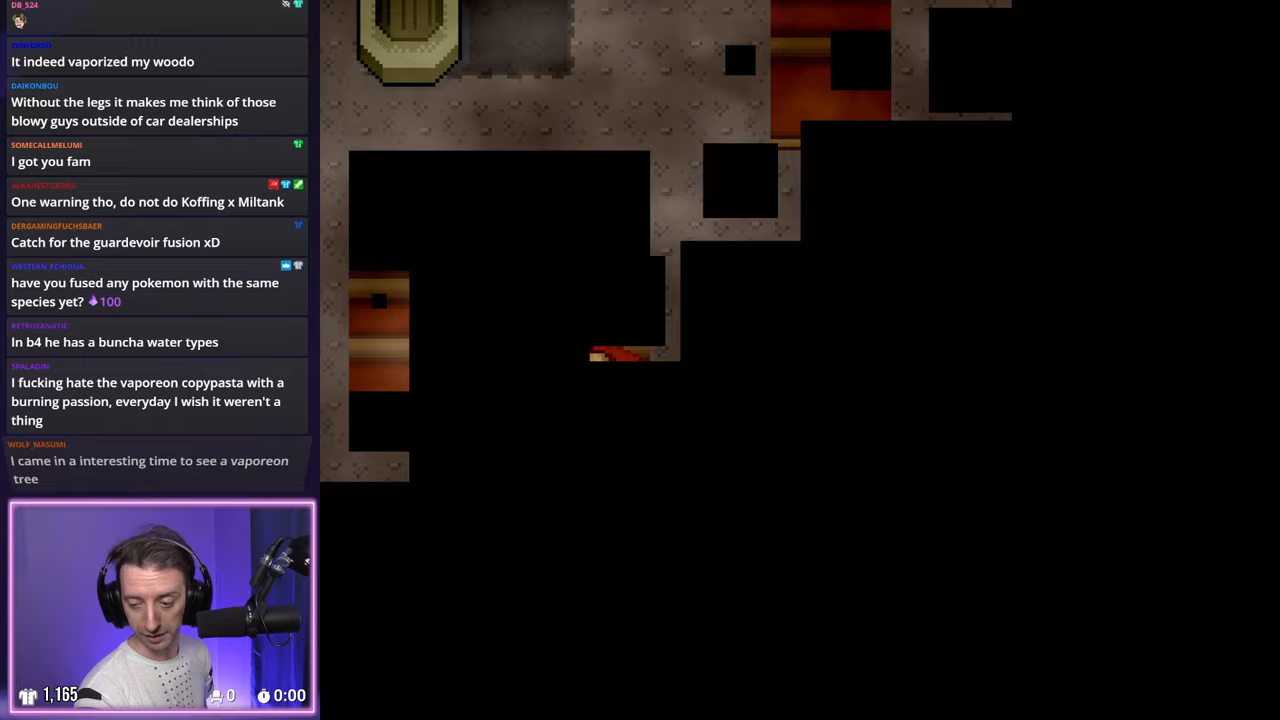 DB_524
It indeed vaporized my woodo
DAIKONBOU
Without the legs it makes me think of those
blowy guys outside of car dealerships
SOMECALLMELUMI
I got you fam
One warning tho, do not do Koffing x Miltank
DERGAMINGFUCHSBAER
Catch for the guardevoir fusion xD
have you fused any pokemon with the same
species yet? 100
RETROFANATIC
In b4 he has a buncha water types
SPALADIN
I fucking hate the vaporeon copypasta with a
burning passion, everyday I wish it weren't a
thing
WOLF_MASUMI
I came in a interesting time to see a vaporeon
tree
1,165
0
0:00